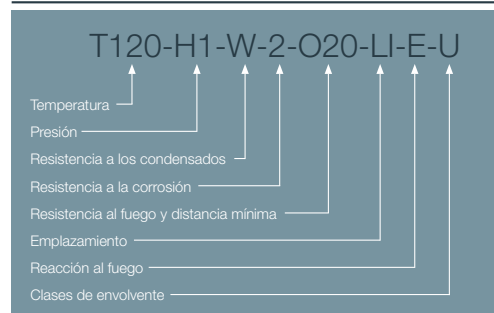 T120-H1-W-2-O20-LI-E-U
Temperatura
Presión
Resistencia a los condensados
Resistencia a la corrosión
Resistencia al fuego y distancia mínima
Emplazamiento
Reacción al fuego
Clases de envolvente